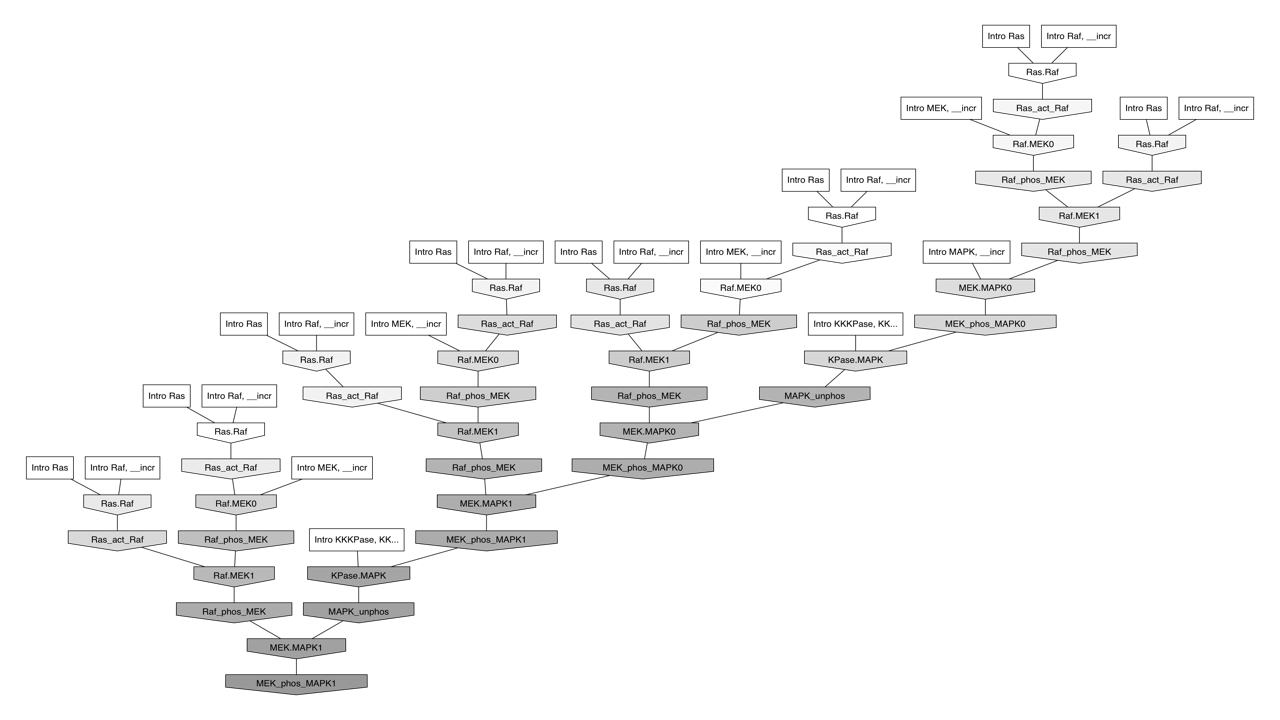 Intro Ras
Intro Raf, __incr
Ras.Raf
Intro MEK, __incr
Ras_act_Raf
Intro Ras
Intro Raf, __incr
Raf.MEK0
Ras.Raf
Intro Ras
Intro Raf, __incr
Raf_phos_MEK
Ras_act_Raf
Ras.Raf
Raf.MEK1
Intro Ras
Intro Raf, __incr
Intro Ras
Intro Raf, __incr
Intro MEK, __incr
Ras_act_Raf
Intro MAPK, __incr
Raf_phos_MEK
Ras.Raf
Ras.Raf
Raf.MEK0
MEK.MAPK0
Intro Ras
Intro Raf, __incr
Intro MEK, __incr
Ras_act_Raf
Ras_act_Raf
Raf_phos_MEK
Intro KKKPase, KK...
MEK_phos_MAPK0
Ras.Raf
Raf.MEK0
Raf.MEK1
KPase.MAPK
Intro Ras
Intro Raf, __incr
Ras_act_Raf
Raf_phos_MEK
Raf_phos_MEK
MAPK_unphos
Ras.Raf
Raf.MEK1
MEK.MAPK0
Intro Ras
Intro Raf, __incr
Ras_act_Raf
Intro MEK, __incr
Raf_phos_MEK
MEK_phos_MAPK0
Ras.Raf
Raf.MEK0
MEK.MAPK1
Ras_act_Raf
Raf_phos_MEK
Intro KKKPase, KK...
MEK_phos_MAPK1
Raf.MEK1
KPase.MAPK
Raf_phos_MEK
MAPK_unphos
MEK.MAPK1
MEK_phos_MAPK1